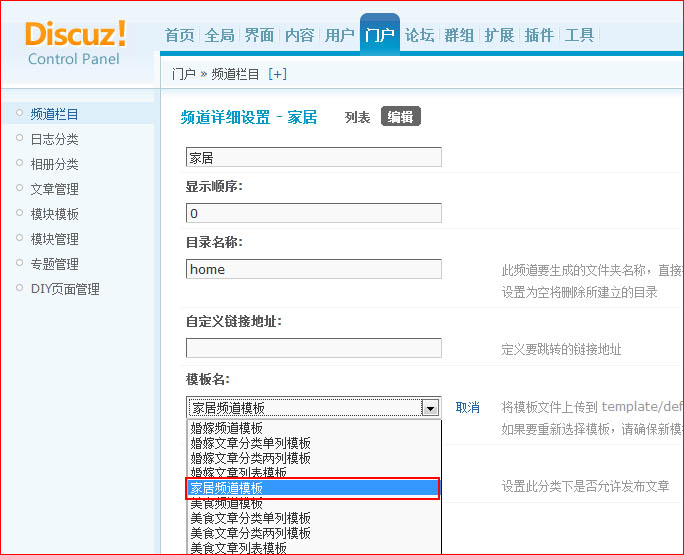 Discuz!
Control Panel
首页 全局 界面 内容 用户 门户 论坛 群组 扩展 插件 工具
门户 » 频道栏目 [+]
频道栏目
日志分类
相册分类
文章管理
模块模板
模块管理
专题管理
DIY页面管理
频道详细设置 - 家居 列表 编辑
家居
显示顺序:
0
目录名称:
home
此频道要生成的文件夹名称，直接
设置为空将删除所建立的目录
自定义链接地址:
定义要跳转的链接地址
模板名:
家居频道模板 取消
将模板文件上传到 template/def
如果要重新选择模板，请确保新模
婚嫁频道模板
婚嫁文章分类单列模板
婚嫁文章分类两列模板
婚嫁文章列表模板
家居频道模板
设置此分类下是否允许发布文章
美食频道模板
美食文章分类单列模板
美食文章分类两列模板
美食文章列表模板